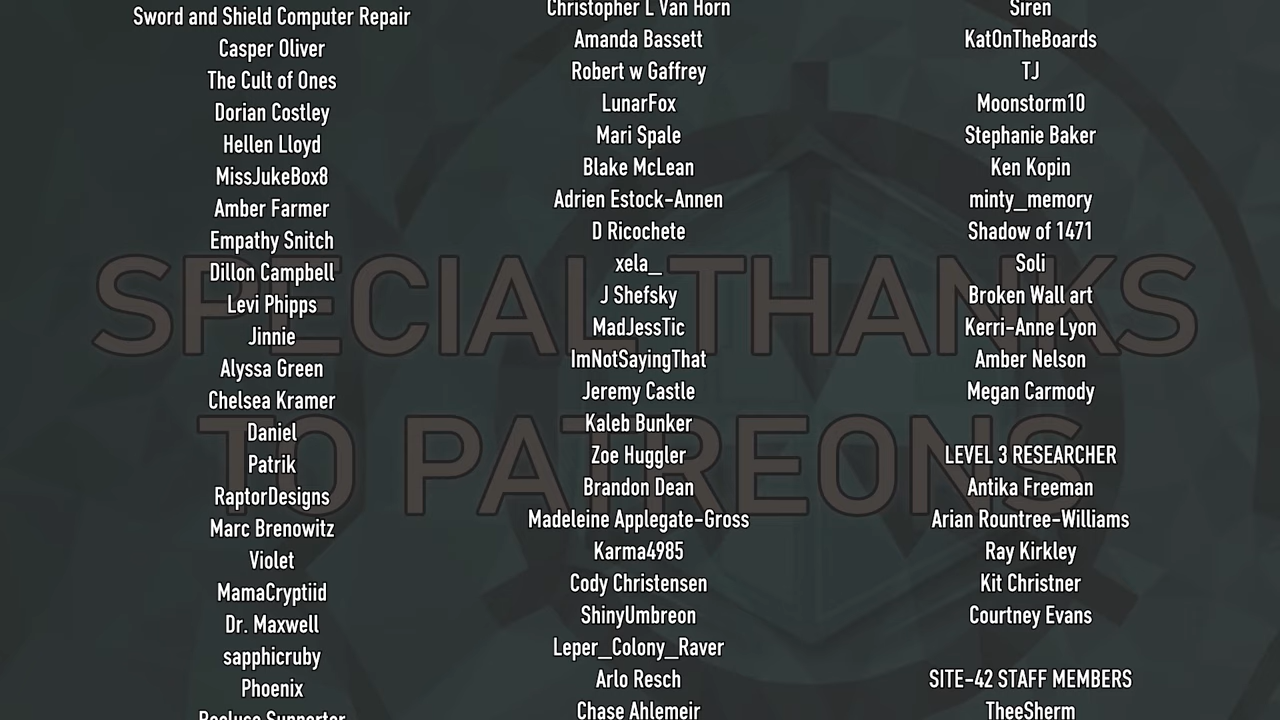 Sword and Shield Computer Repair
Casper Oliver
The Cult of Ones
Dorian Costley
Hellen Lloyd
MissJukeBox8
Amber Farmer
Empathy Snitch
Dillon Campbell
Levi Phipps
Jinnie
Alyssa Green
Chelsea Kramer
Daniel
Patrik
RaptorDesigns
Marc Brenowitz
Violet
MamaCryptiid
Dr. Maxwell
sapphicruby
Phoenix
Recluse Supporter
Christopher L Van Horn
Amanda Bassett
Robert w Gaffrey
LunarFox
Mari Spale
Blake McLean
Adrien Estock-Annen
D Ricochete
xela_
J Shefsky
MadJessTic
ImNotSayingThat
Jeremy Castle
Kaleb Bunker
Zoe Huggler
Brandon Dean
Madeleine Applegate-Gross
Karma4985
Cody Christensen
ShinyUmbreon
Leper_Colony_Raver
Arlo Resch
Chase Ahlemeir
Siren
KatOnTheBoards
TJ
Moonstorm10
Stephanie Baker
Ken Kopin
minty_memory
Shadow of 1471
Soli
Broken Wall art
Kerri-Anne Lyon
Amber Nelson
Megan Carmody
LEVEL 3 RESEARCHER
Antika Freeman
Arian Rountree-Williams
Ray Kirkley
Kit Christner
Courtney Evans
SITE-42 STAFF MEMBERS
TheeSherm
SPECIAL THANKS
TO PATREONS